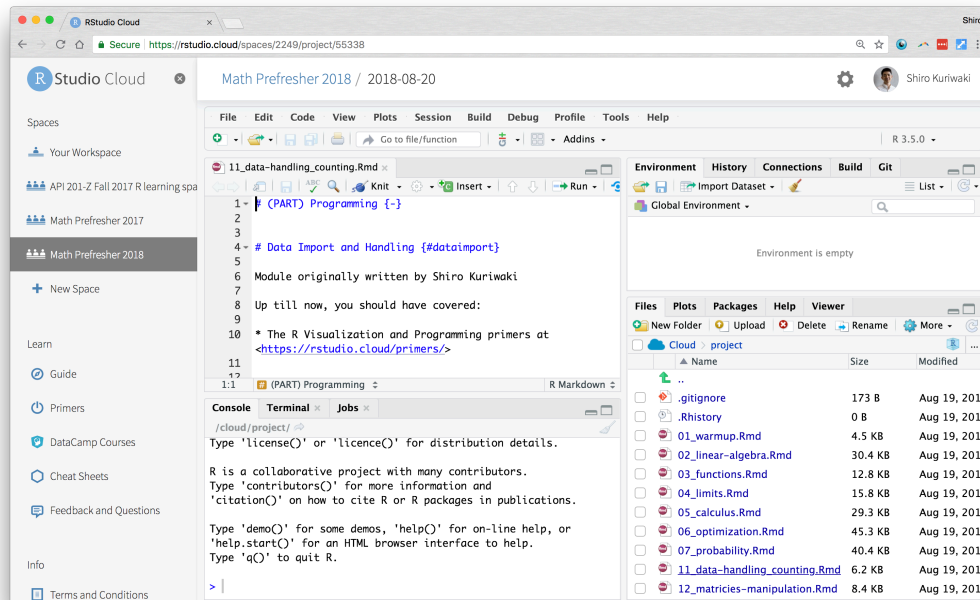 RStudio Cloud
Shiro
Secure https://rstudio.cloud/spaces/2249/project/55338
R Studio Cloud
Math Prefresher 2018 / 2018-08-20
Shiro Kuriwaki
Spaces
Your Workspace
API 201-Z Fall 2017 R learning spa
Math Prefresher 2017
Math Prefresher 2018
New Space
Learn
Guide
Primers
DataCamp Courses
Cheat Sheets
Feedback and Questions
Info
Terms and Conditions
File Edit Code View Plots Session Build Debug Profile Tools Help
Go to file/function Addins R 3.5.0
11_data-handling_counting.Rmd
ABC Knit Insert Run
1 # (PART) Programming {-}
2
3
4 # Data Import and Handling {#dataimport}
5
6 Module originally written by Shiro Kuriwaki
7
8 Up till now, you should have covered:
9
10 * The R Visualization and Programming primers at
<https://rstudio.cloud/primers/>
11
12
1:1 # (PART) Programming R Markdown
Console Terminal Jobs
/cloud/project/
Type 'license()' or 'licence()' for distribution details.
R is a collaborative project with many contributors.
Type 'contributors()' for more information and
'citation()' on how to cite R or R packages in publications.
Type 'demo()' for some demos, 'help()' for on-line help, or
'help.start()' for an HTML browser interface to help.
Type 'q()' to quit R.
>
Environment History Connections Build Git
Import Dataset List
Global Environment
Environment is empty
Files Plots Packages Help Viewer
New Folder Upload Delete Rename More
Cloud project ...
Name Size Modified
..
.gitignore 173 B Aug 19, 201
.Rhistory 0 B Aug 19, 201
01_warmup.Rmd 4.5 KB Aug 19, 201
02_linear-algebra.Rmd 30.4 KB Aug 19, 201
03_functions.Rmd 12.8 KB Aug 19, 201
04_limits.Rmd 15.8 KB Aug 19, 201
05_calculus.Rmd 29.3 KB Aug 19, 201
06_optimization.Rmd 45.3 KB Aug 19, 201
07_probability.Rmd 40.4 KB Aug 19, 201
11_data-handling_counting.Rmd 6.2 KB Aug 19, 201
12_matricies-manipulation.Rmd 8.4 KB Aug 19, 201